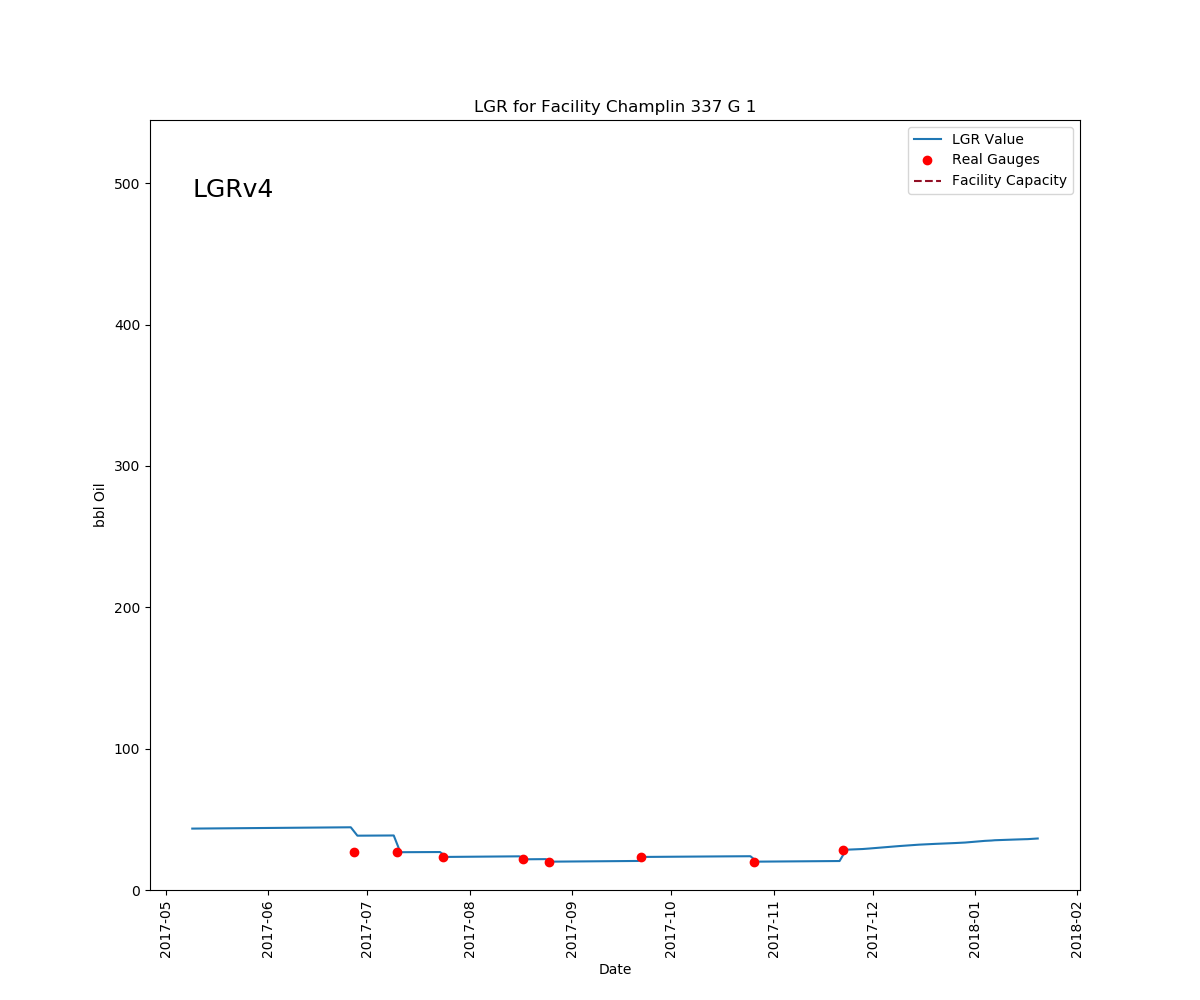 LGR for Facility Champlin 337 G 1
LGRv4
LGR Value
Real Gauges
Facility Capacity
bbl Oil
500
400
300
200
100
0
2017-05
2017-06
2017-07
2017-08
2017-09
2017-10
2017-11
2017-12
2018-01
2018-02
Date